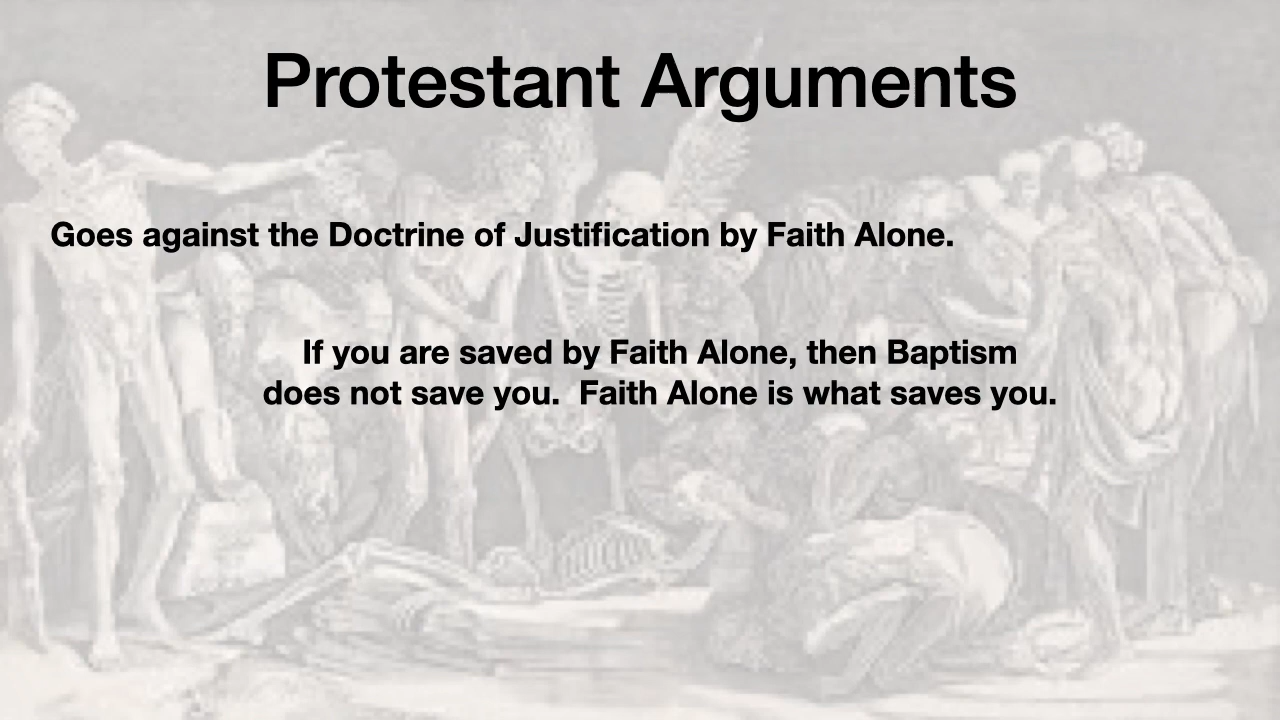 Protestant Arguments
Goes against the Doctrine of Justification by Faith Alone.
If you are saved by Faith Alone, then Baptism
does not save you.  Faith Alone is what saves you.